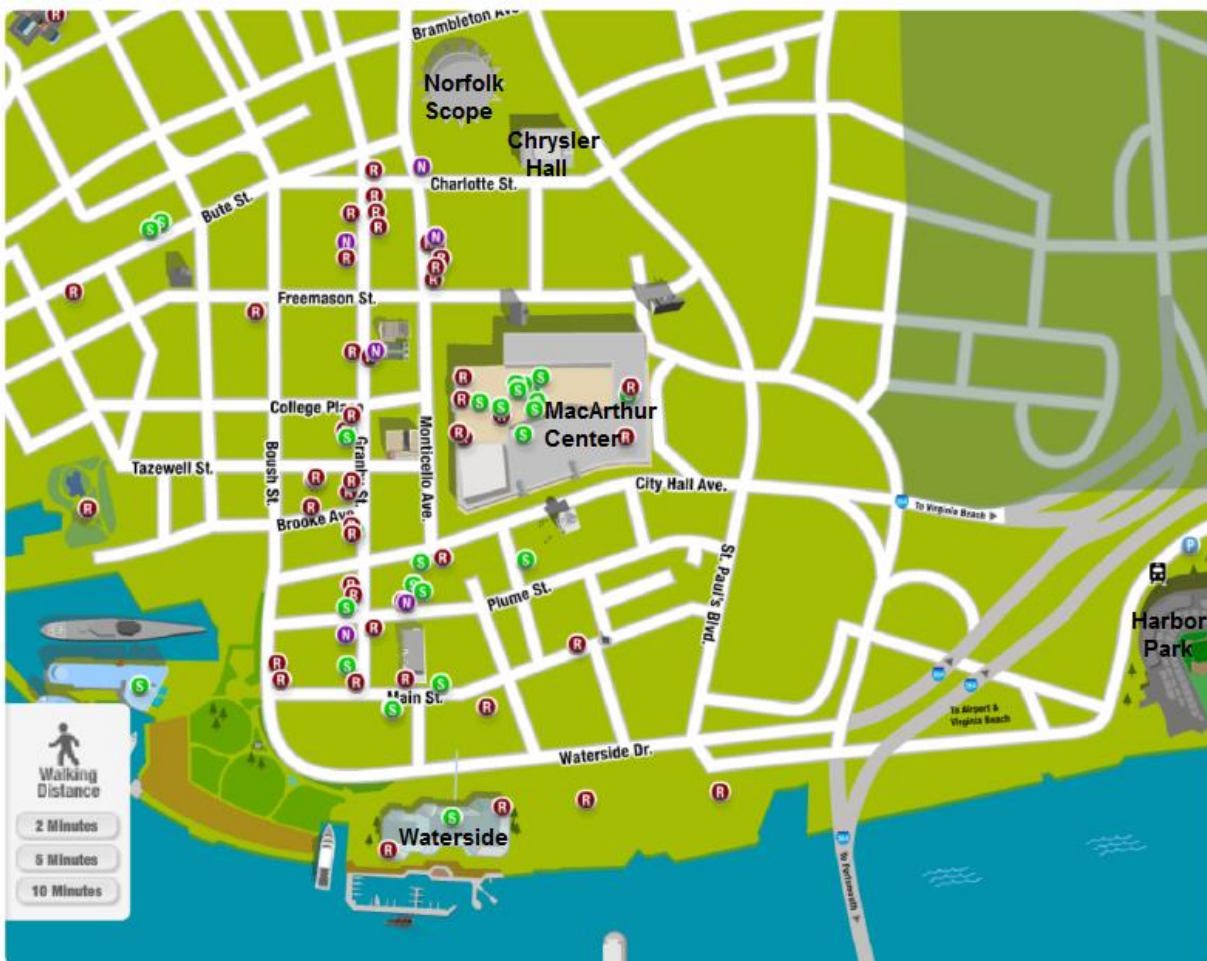 Brambleton Ave.
Norfolk
Scope
Chrysler
Hall
Charlotte St.
Bute St.
Freemason St.
College Place
MacArthur
Center
Monticello Ave.
Boush St.
Granby St.
Tazewell St.
City Hall Ave.
To Virginia Beach
Brooke Ave.
Plume St.
St. Paul's Blvd.
P
Harbor
Park
Main St.
To Airport &
Virginia Beach
Waterside Dr.
Walking
Distance
2 Minutes
5 Minutes
10 Minutes
Waterside
To Portsmouth
R
S
N
264